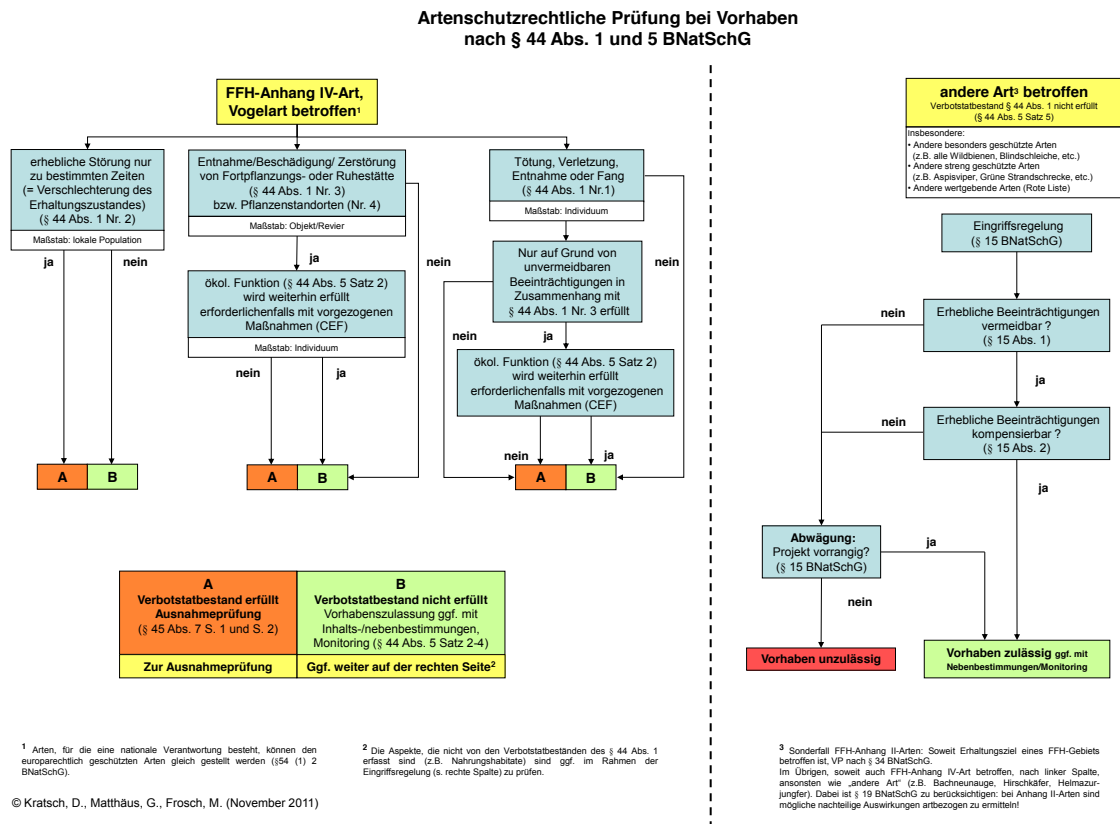 Artenschutzrechtliche Prüfung bei Vorhaben
nach § 44 Abs. 1 und 5 BNatSchG
FFH-Anhang IV-Art,
Vogelart betroffen¹
erhebliche Störung nur
zu bestimmten Zeiten
(= Verschlechterung des
Erhaltungszustandes)
(§ 44 Abs. 1 Nr. 2)
Maßstab: lokale Population
ja
nein
Entnahme/Beschädigung/ Zerstörung
von Fortpflanzungs- oder Ruhestätte
(§ 44 Abs. 1 Nr. 3)
bzw. Pflanzenstandorten (Nr. 4)
Maßstab: Objekt/Revier
ja
nein
ökol. Funktion (§ 44 Abs. 5 Satz 2)
wird weiterhin erfüllt
erforderlichenfalls mit vorgezogenen
Maßnahmen (CEF)
Maßstab: Individuum
nein
ja
Tötung, Verletzung,
Entnahme oder Fang
(§ 44 Abs. 1 Nr.1)
Maßstab: Individuum
nein
Nur auf Grund von
unvermeidbaren
Beeinträchtigungen in
Zusammenhang mit
§ 44 Abs. 1 Nr. 3 erfüllt
nein
ja
ökol. Funktion (§ 44 Abs. 5 Satz 2)
wird weiterhin erfüllt
erforderlichenfalls mit vorgezogenen
Maßnahmen (CEF)
nein
ja
A
B
A
B
A
B
A
Verbotstatbestand erfüllt
Ausnahmeprüfung
(§ 45 Abs. 7 S. 1 und S. 2)
Zur Ausnahmeprüfung
B
Verbotstatbestand nicht erfüllt
Vorhabenszulassung ggf. mit
Inhalts-/nebenbestimmungen,
Monitoring (§ 44 Abs. 5 Satz 2-4)
Ggf. weiter auf der rechten Seite²
andere Art³ betroffen
Verbotstatbestand § 44 Abs. 1 nicht erfüllt
(§ 44 Abs. 5 Satz 5)
Insbesondere:
• Andere besonders geschützte Arten
(z.B. alle Wildbienen, Blindschleiche, etc.)
• Andere streng geschützte Arten
(z.B. Aspisviper, Grüne Strandschrecke, etc.)
• Andere wertgebende Arten (Rote Liste)
Eingriffsregelung
(§ 15 BNatSchG)
nein
Erhebliche Beeinträchtigungen
vermeidbar ?
(§ 15 Abs. 1)
ja
nein
Erhebliche Beeinträchtigungen
kompensierbar ?
(§ 15 Abs. 2)
ja
Abwägung:
Projekt vorrangig?
(§ 15 BNatSchG)
ja
nein
Vorhaben unzulässig
Vorhaben zulässig ggf. mit
Nebenbestimmungen/Monitoring
¹ Arten, für die eine nationale Verantwortung besteht, können den
europarechtlich geschützten Arten gleich gestellt werden (§54 (1) 2
BNatSchG).
² Die Aspekte, die nicht von den Verbotstatbeständen des § 44 Abs. 1
erfasst sind (z.B. Nahrungshabitate) sind ggf. im Rahmen der
Eingriffsregelung (s. rechte Spalte) zu prüfen.
³ Sonderfall FFH-Anhang II-Arten: Soweit Erhaltungsziel eines FFH-Gebiets
betroffen ist, VP nach § 34 BNatSchG.
Im Übrigen, soweit auch FFH-Anhang IV-Art betroffen, nach linker Spalte,
ansonsten wie „andere Art“ (z.B. Bachneunauge, Hirschkäfer, Helmazur-
jungfer). Dabei ist § 19 BNatSchG zu berücksichtigen: bei Anhang II-Arten sind
mögliche nachteilige Auswirkungen artbezogen zu ermitteln!
© Kratsch, D., Matthäus, G., Frosch, M. (November 2011)